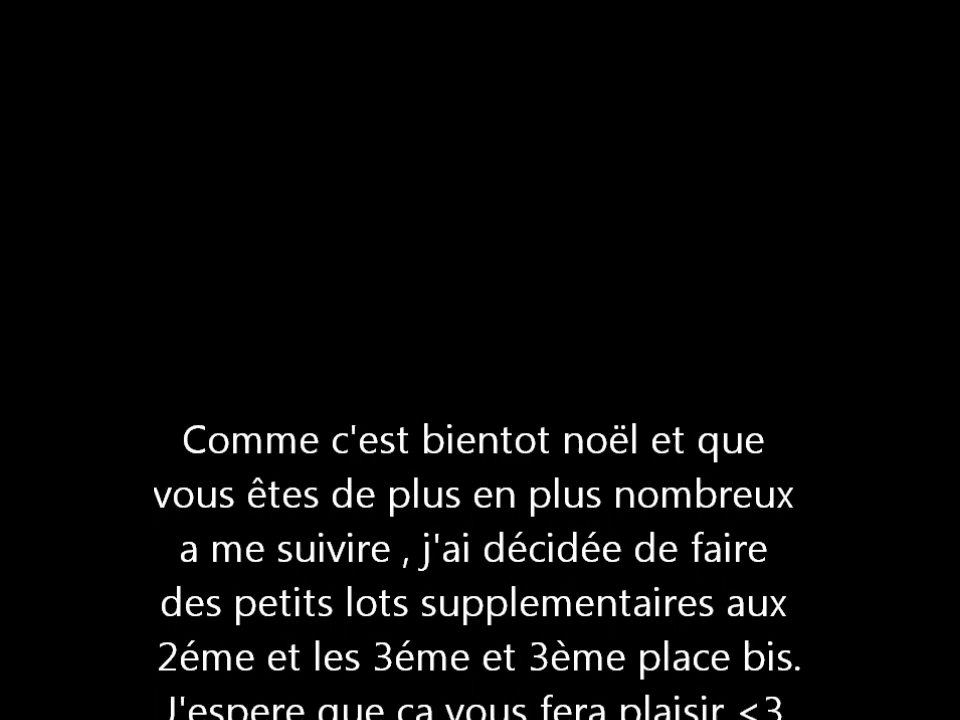 Comme c'est bientot noël et que
vous êtes de plus en plus nombreux
a me suivire , j'ai décidée de faire
des petits lots supplementaires aux
2éme et les 3éme et 3ème place bis.
J'espere que ça vous fera plaisir <3